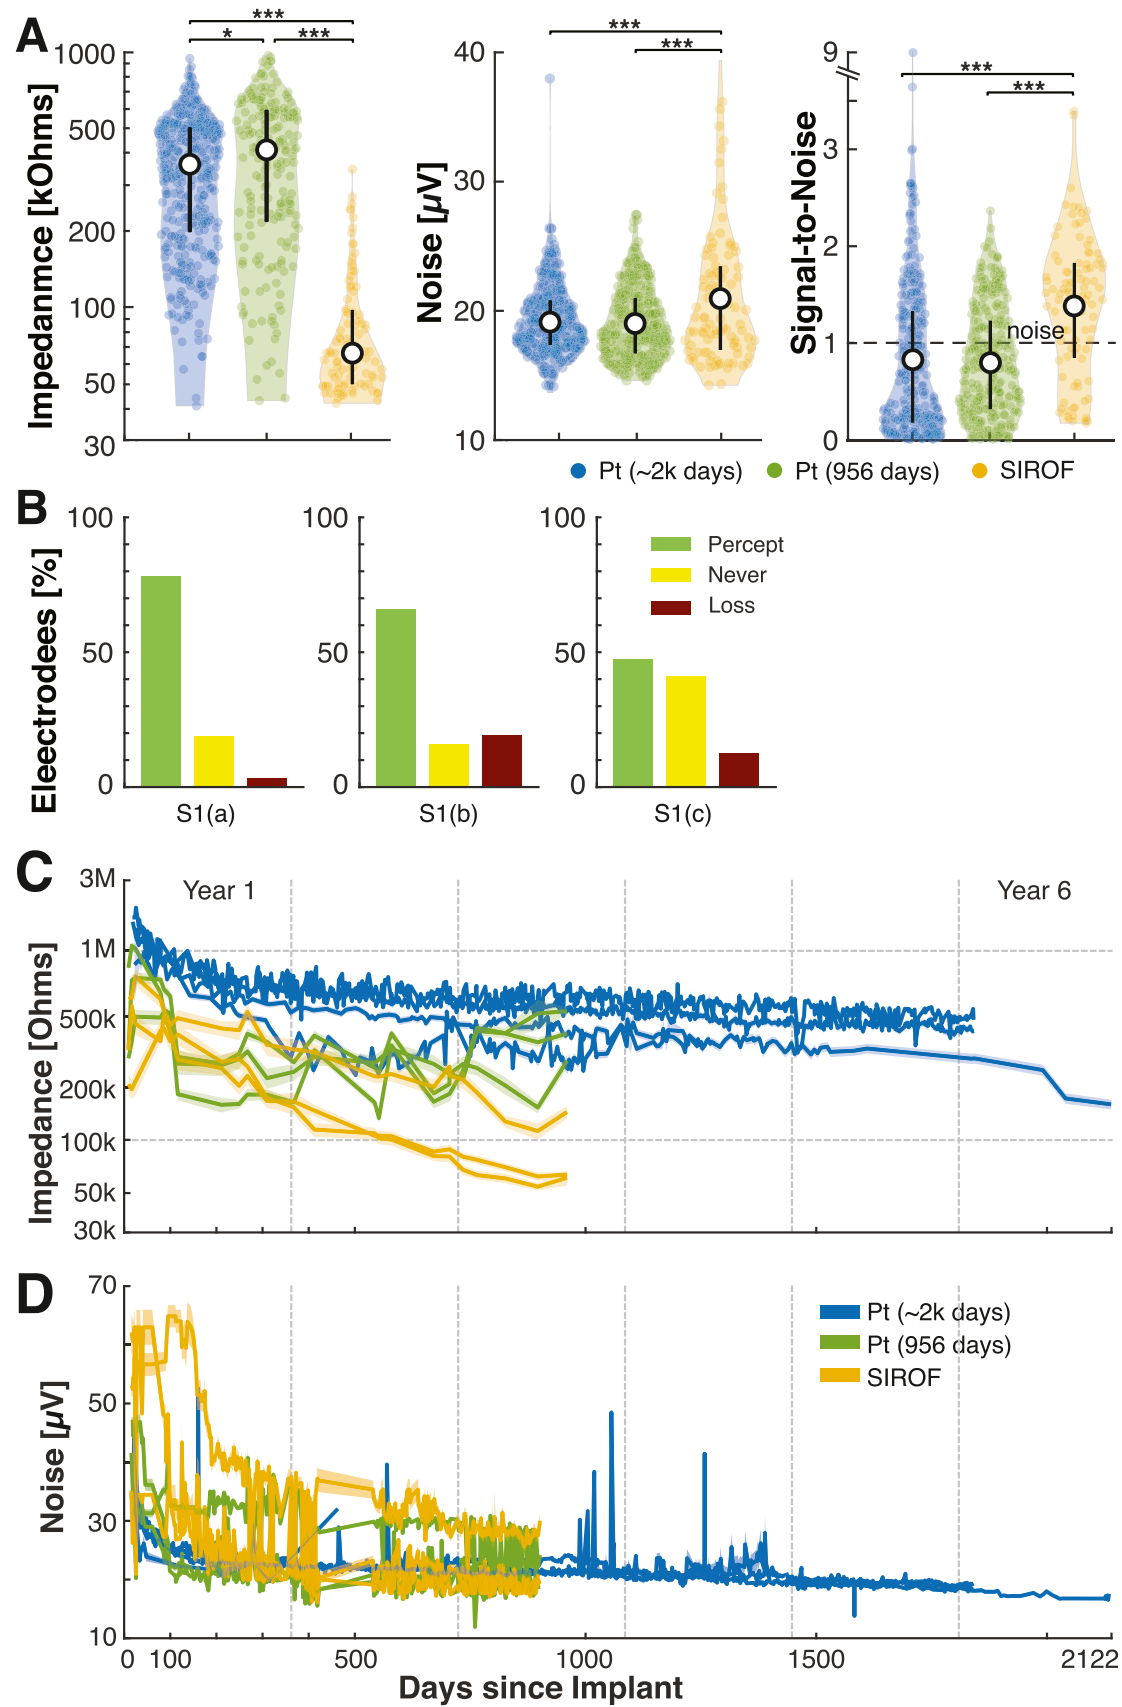 A
***
*
***
***
***
***
***
Impedanmce [kOhms]
1000
500
200
100
50
30
Noise [µV]
40
30
20
10
Signal-to-Noise
9
3
2
1
0
noise
Pt (~2k days)
Pt (956 days)
SIROF
B
Eleectrodees [%]
100
50
0
S1(a)
100
50
0
S1(b)
100
50
0
S1(c)
Percept
Never
Loss
C
Impedance [Ohms]
3M
1M
500k
200k
100k
50k
30k
Year 1
Year 6
D
Noise [µV]
70
50
30
10
Pt (~2k days)
Pt (956 days)
SIROF
0 100 500 1000 1500 2122
Days since Implant